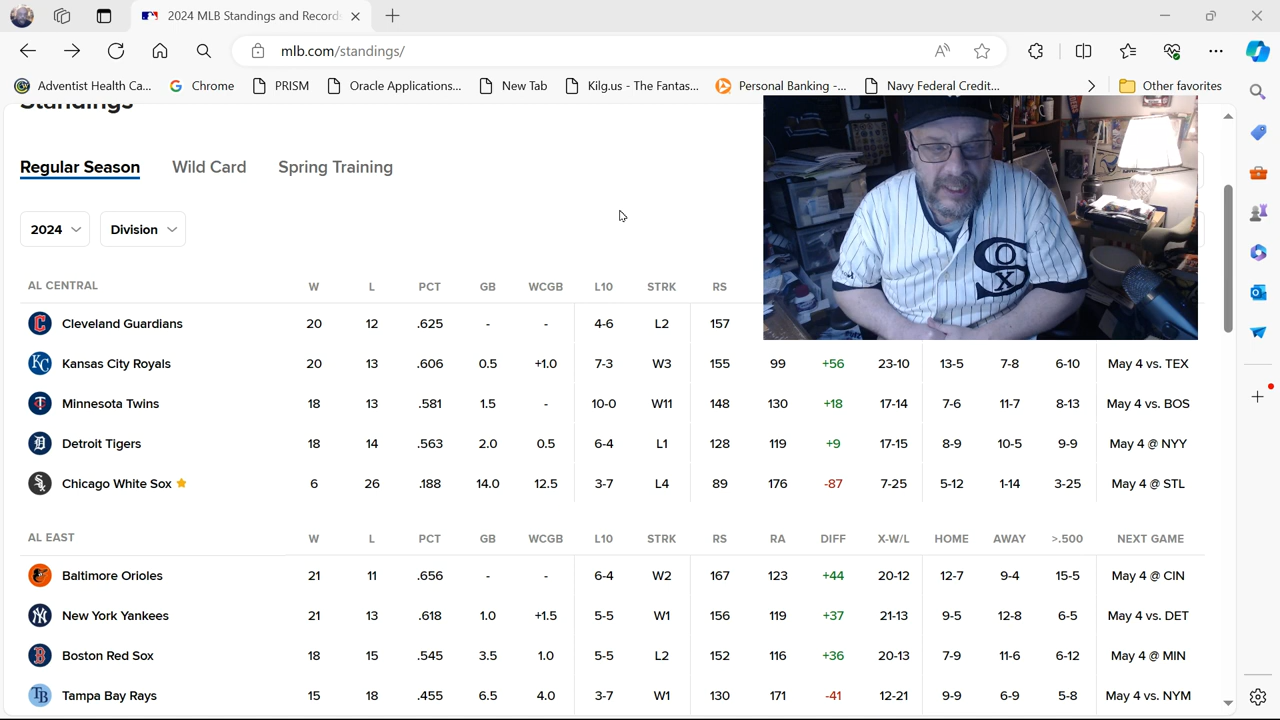 2024 MLB Standings and Records
mlb.com/standings/
Adventist Health Ca... Chrome PRISM Oracle Applications... New Tab Kilg.us - The Fantas... Personal Banking -... Navy Federal Credit... Other favorites
Standings
Regular Season Wild Card Spring Training
2024 Division
AL CENTRAL W L PCT GB WCGB L10 STRK RS
Cleveland Guardians 20 12 .625 - - 4-6 L2 157
Kansas City Royals 20 13 .606 0.5 +1.0 7-3 W3 155 99 +56 23-10 13-5 7-8 6-10 May 4 vs. TEX
Minnesota Twins 18 13 .581 1.5 - 10-0 W11 148 130 +18 17-14 7-6 11-7 8-13 May 4 vs. BOS
Detroit Tigers 18 14 .563 2.0 0.5 6-4 L1 128 119 +9 17-15 8-9 10-5 9-9 May 4 @ NYY
Chicago White Sox 6 26 .188 14.0 12.5 3-7 L4 89 176 -87 7-25 5-12 1-14 3-25 May 4 @ STL
AL EAST W L PCT GB WCGB L10 STRK RS RA DIFF X-W/L HOME AWAY >.500 NEXT GAME
Baltimore Orioles 21 11 .656 - - 6-4 W2 167 123 +44 20-12 12-7 9-4 15-5 May 4 @ CIN
New York Yankees 21 13 .618 1.0 +1.5 5-5 W1 156 119 +37 21-13 9-5 12-8 6-5 May 4 vs. DET
Boston Red Sox 18 15 .545 3.5 1.0 5-5 L2 152 116 +36 20-13 7-9 11-6 6-12 May 4 @ MIN
Tampa Bay Rays 15 18 .455 6.5 4.0 3-7 W1 130 171 -41 12-21 9-9 6-9 5-8 May 4 vs. NYM
SOX